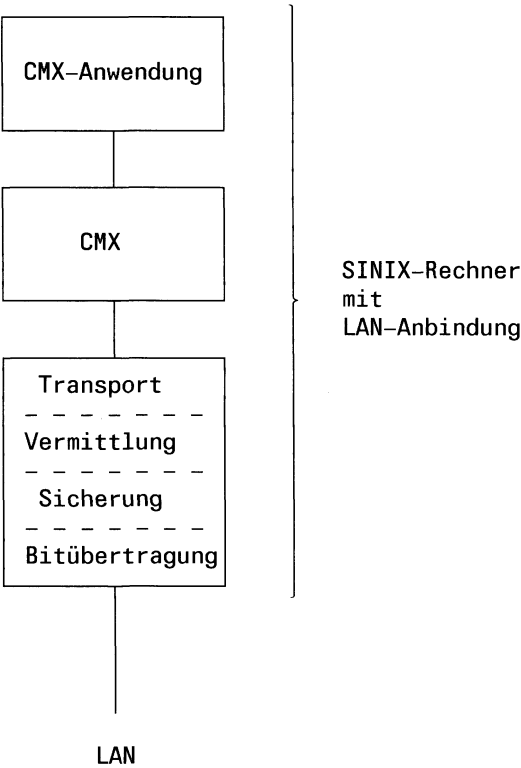 CMX–Anwendung
CMX
SINIX–Rechner
mit
LAN–Anbindung
Transport
Vermittlung
Sicherung
Bitübertragung
LAN